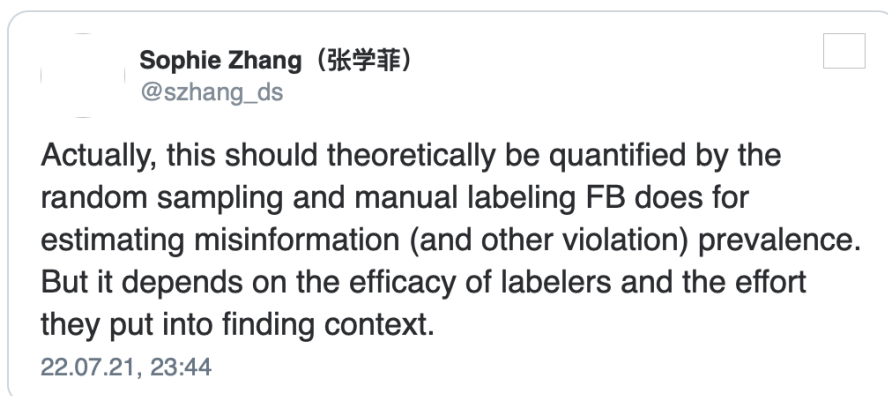 Sophie Zhang（张学菲）
@szhang_ds
Actually, this should theoretically be quantified by the
random sampling and manual labeling FB does for
estimating misinformation (and other violation) prevalence.
But it depends on the efficacy of labelers and the effort
they put into finding context.
22.07.21, 23:44